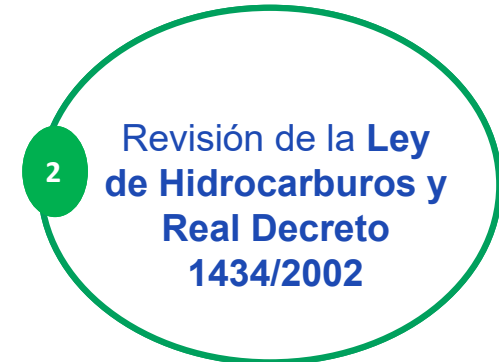 2
Revisión de la Ley
de Hidrocarburos y
Real Decreto
1434/2002